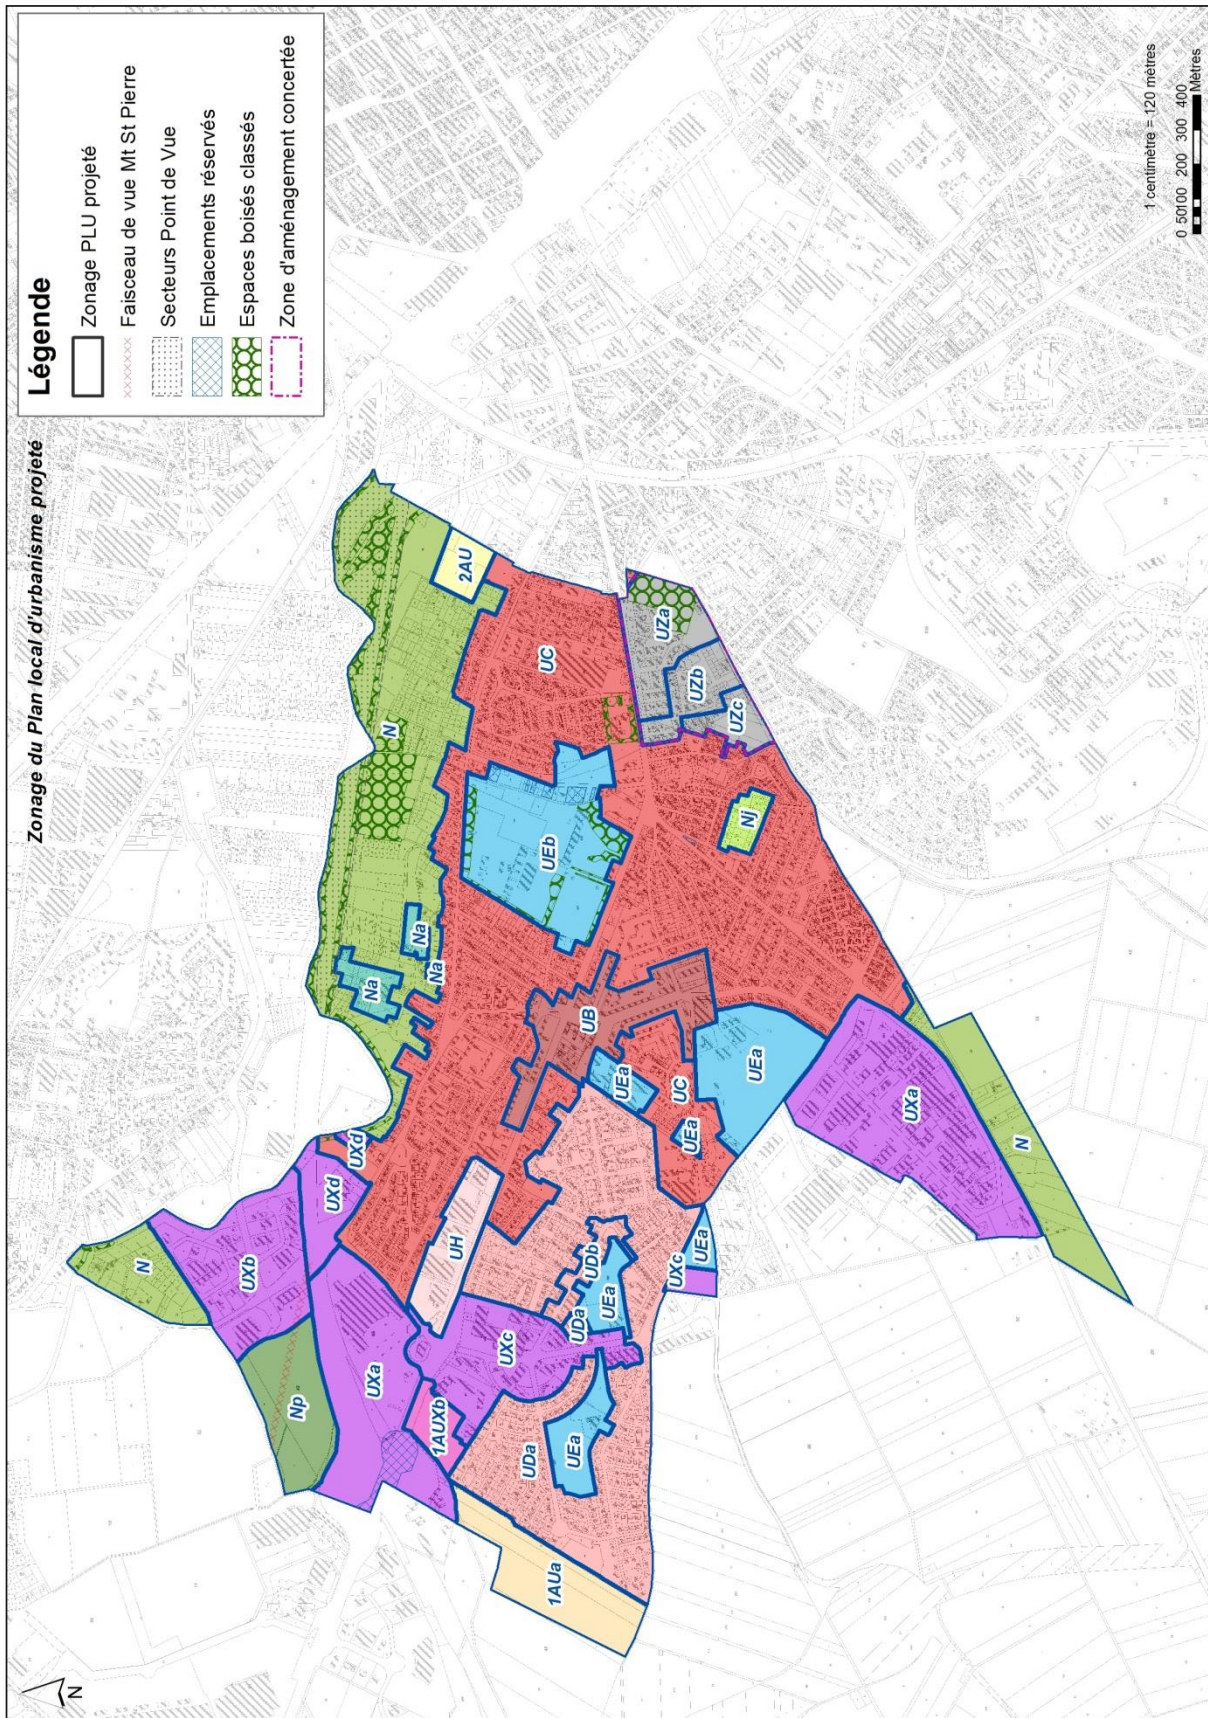 Zonage du Plan local d'urbanisme projeté
Légende
Zonage PLU projeté
Faisceau de vue Mt St Pierre
Secteurs Point de Vue
Emplacements réservés
Espaces boisés classés
Zone d'aménagement concertée
N
UXb
Np
UXa
UXd
UXd
1AUXb
UXc
UH
UDa
1AUa
UEa
UDa
UDb
UEa
UXc
UEa
UEa
UC
UEa
UEa
UB
Na
Na
Na
N
UEb
UC
2AU
UZa
UZb
UZc
Nj
UXa
N
N
1 centimètre = 120 mètres
0 50100 200 300 400
Mètres